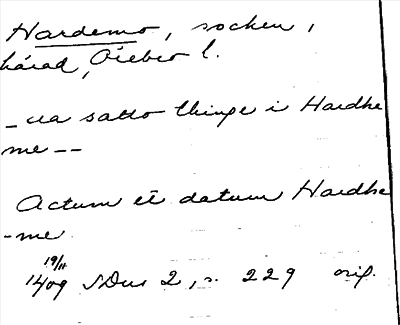 Hardemo, socken,
härad, Örebro l.
- oa satto thinge i Hardhe
me --
Actum et datum Hardhe
-me
19/11
1409 SDns 2, s. 229 orig.